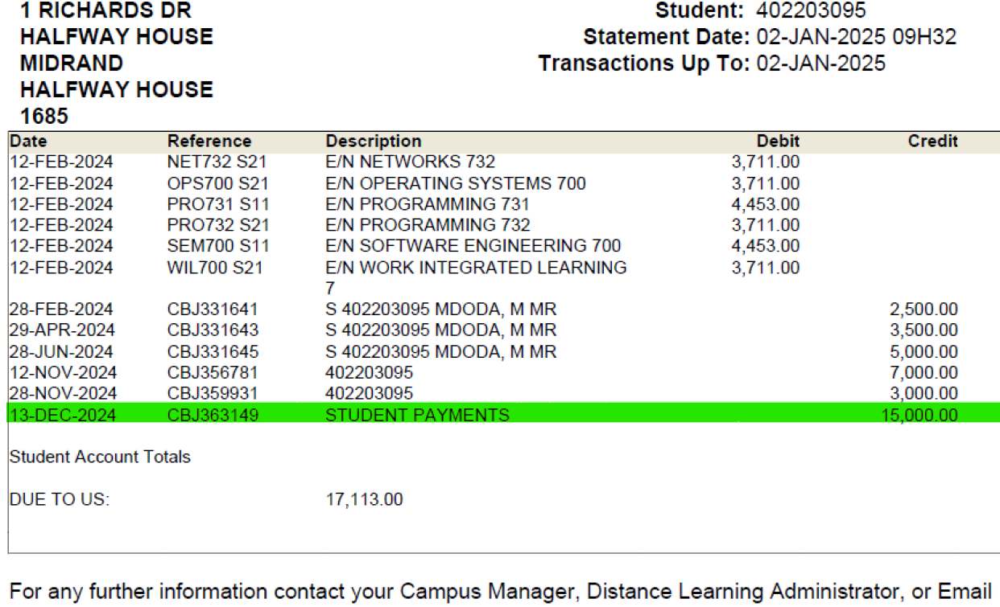 1 RICHARDS DR Student: 402203095
HALFWAY HOUSE Statement Date: 02-JAN-2025 09H32
MIDRAND Transactions Up To: 02-JAN-2025
HALFWAY HOUSE
1685
Date Reference Description Debit Credit
12-FEB-2024 NET732 S21 E/N NETWORKS 732 3,711.00
12-FEB-2024 OPS700 S21 E/N OPERATING SYSTEMS 700 3,711.00
12-FEB-2024 PRO731 S11 E/N PROGRAMMING 731 4,453.00
12-FEB-2024 PRO732 S21 E/N PROGRAMMING 732 3,711.00
12-FEB-2024 SEM700 S11 E/N SOFTWARE ENGINEERING 700 4,453.00
12-FEB-2024 WIL700 S21 E/N WORK INTEGRATED LEARNING 3,711.00
7
28-FEB-2024 CBJ331641 S 402203095 MDODA, M MR 2,500.00
29-APR-2024 CBJ331643 S 402203095 MDODA, M MR 3,500.00
28-JUN-2024 CBJ331645 S 402203095 MDODA, M MR 5,000.00
12-NOV-2024 CBJ356781 402203095 7,000.00
28-NOV-2024 CBJ359931 402203095 3,000.00
13-DEC-2024 CBJ363149 STUDENT PAYMENTS 15,000.00
Student Account Totals
DUE TO US: 17,113.00
For any further information contact your Campus Manager, Distance Learning Administrator, or Email